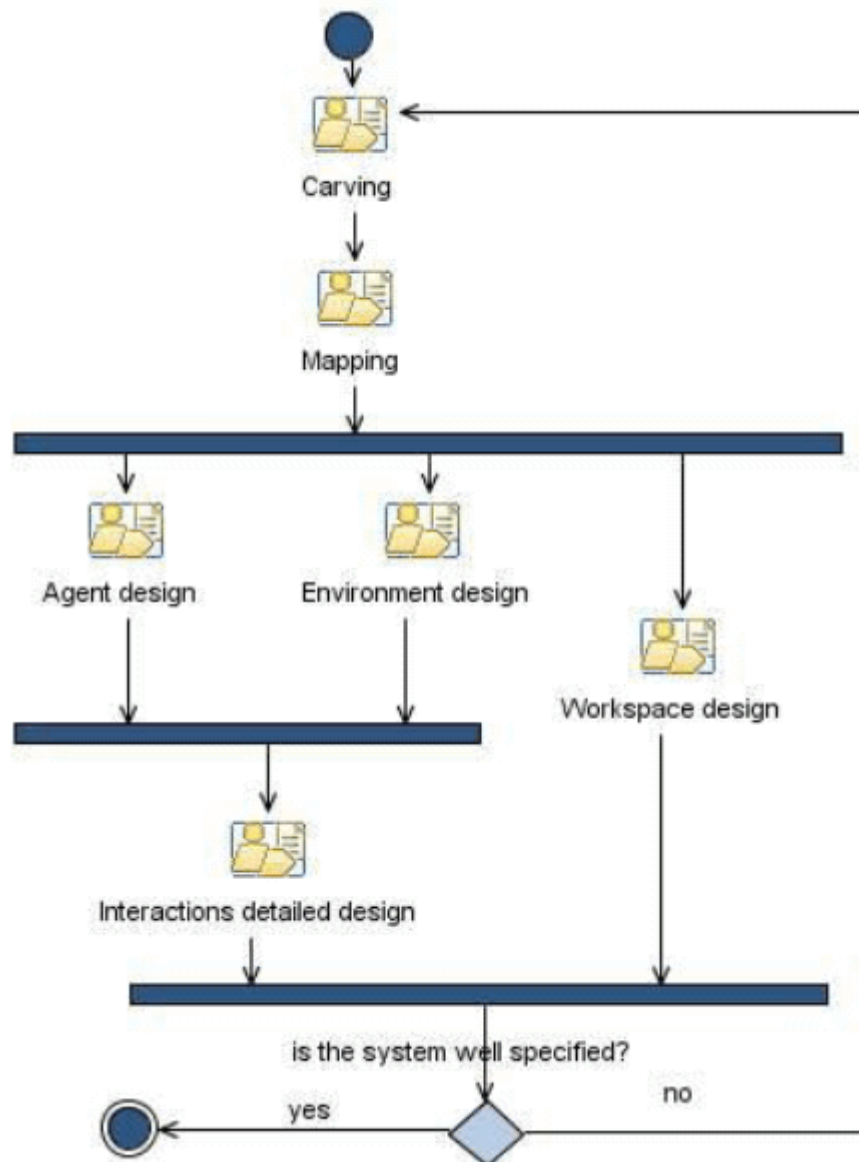 Carving
Mapping
Agent design
Environment design
Workspace design
Interactions detailed design
is the system well specified?
yes
no